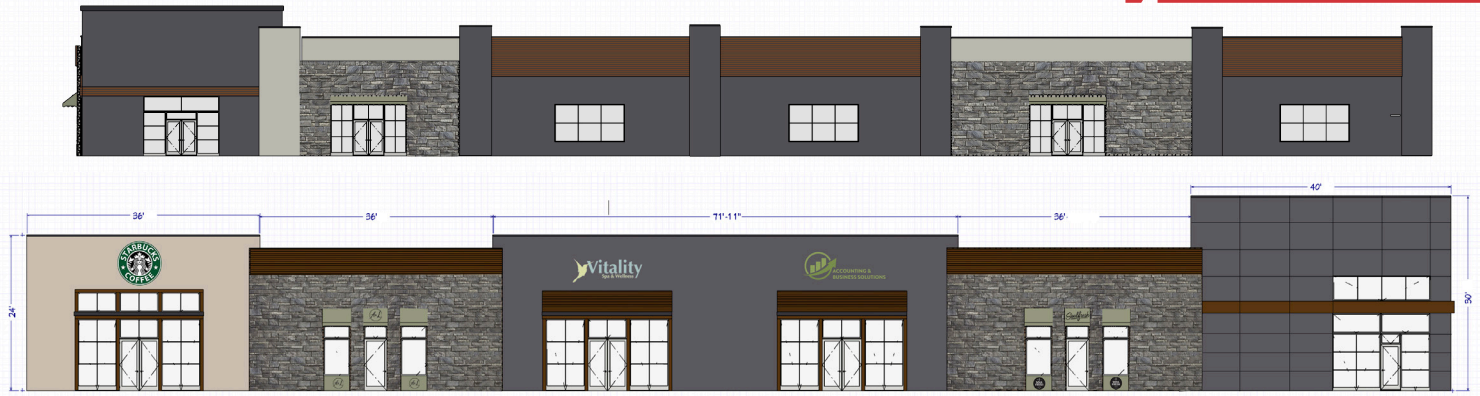 40'
36'
36'
71'-11"
36'
24'
30'
STARBUCKS
COFFEE
Vitality
Spa & Wellness
ACCOUNTING &
BUSINESS SOLUTIONS